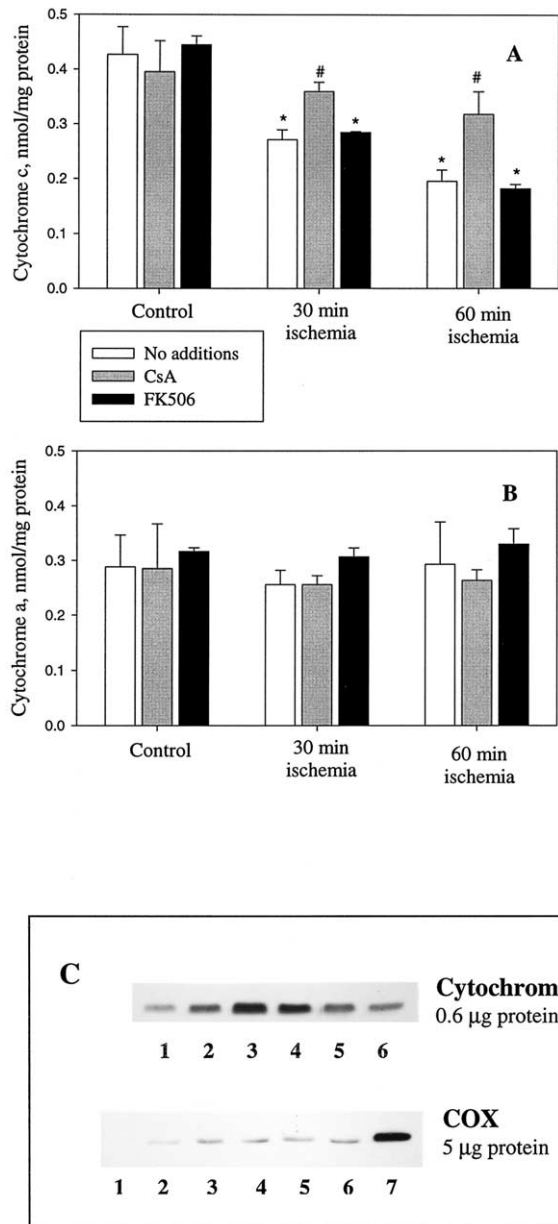 Cytochrome c, nmol/mg protein
0.5
0.4
0.3
0.2
0.1
0.0
A
* # * * # *
Control
30 min
ischemia
60 min
ischemia
No additions
CsA
FK506
Cytochrome a, nmol/mg protein
0.5
0.4
0.3
0.2
0.1
0.0
B
Control
30 min
ischemia
60 min
ischemia
C
Cytochrom
0.6 µg protein
1 2 3 4 5 6
COX
5 µg protein
1 2 3 4 5 6 7